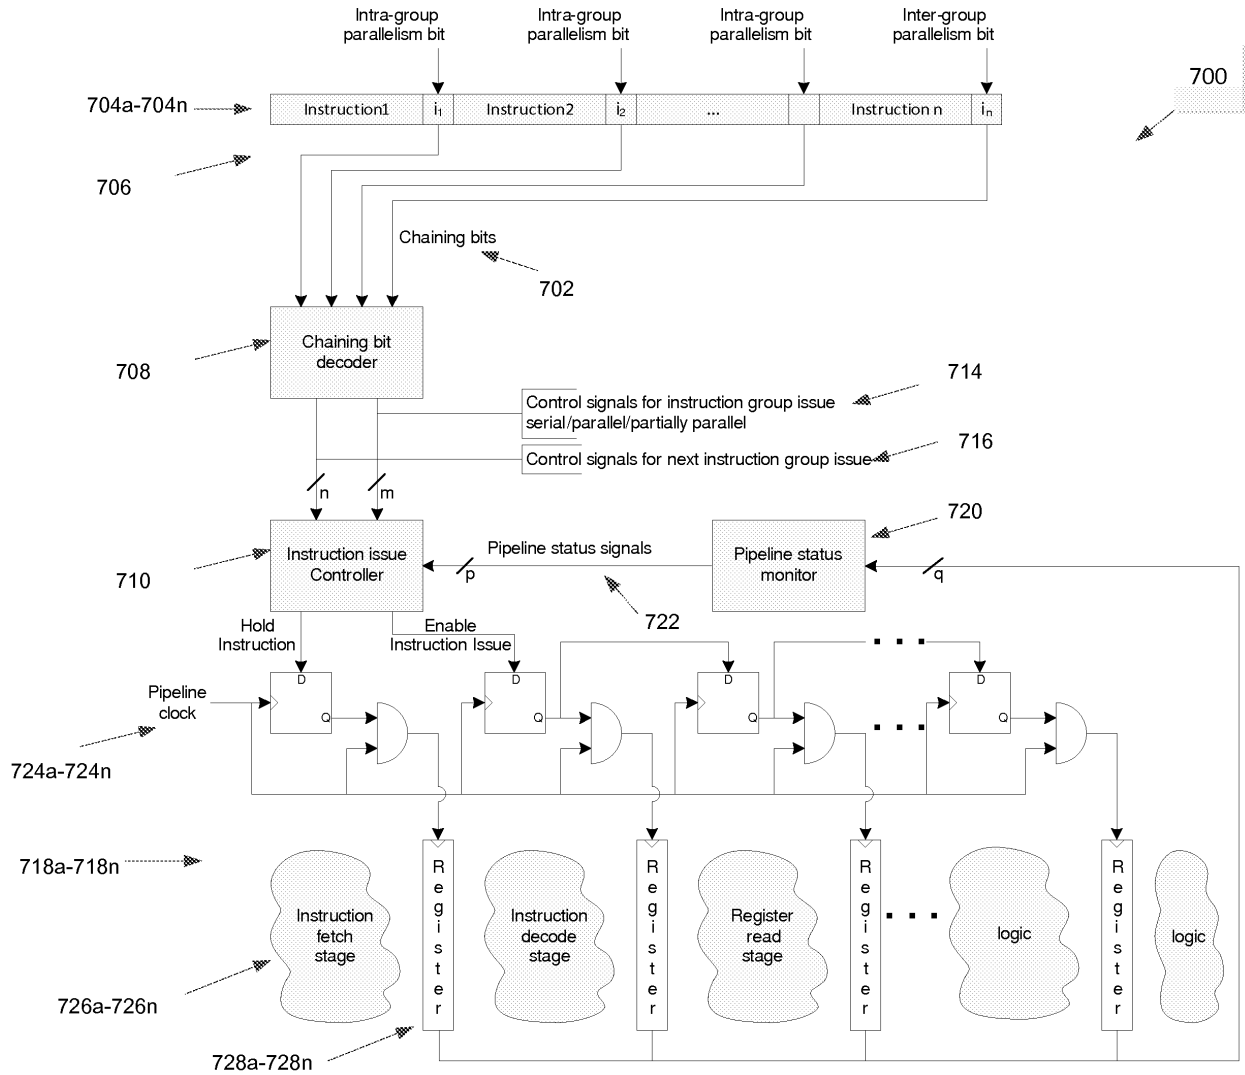 Intra-group
parallelism bit
Intra-group
parallelism bit
Intra-group
parallelism bit
Inter-group
parallelism bit
700
704a-704n
Instruction1
i1
Instruction2
i2
...
Instruction n
in
706
Chaining bits
702
Chaining bit
decoder
708
714
Control signals for instruction group issue
serial/parallel/partially parallel
716
Control signals for next instruction group issue
n
m
720
Instruction issue
Controller
710
Pipeline status signals
p
Pipeline status
monitor
q
722
Hold
Instruction
Enable
Instruction Issue
Pipeline
clock
D
Q
D
Q
D
Q
D
Q
724a-724n
718a-718n
Instruction
fetch
stage
Register
Instruction
decode
stage
Register
Register
read
stage
Register
logic
Register
logic
726a-726n
728a-728n